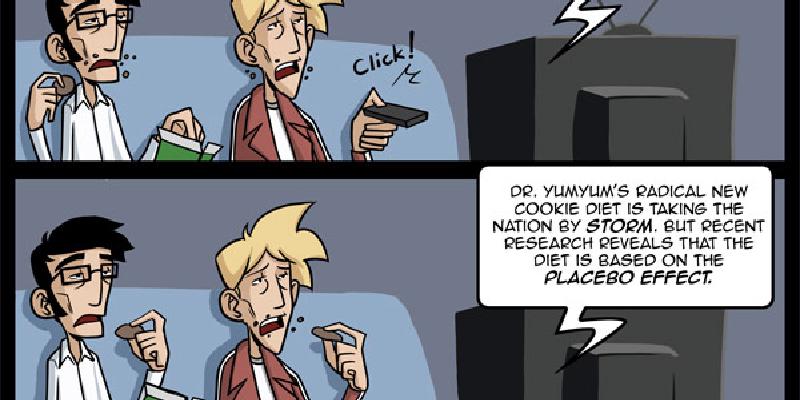 Click!
DR. YUMYUM'S RADICAL NEW
COOKIE DIET IS TAKING THE
NATION BY STORM. BUT RECENT
RESEARCH REVEALS THAT THE
DIET IS BASED ON THE
PLACEBO EFFECT.